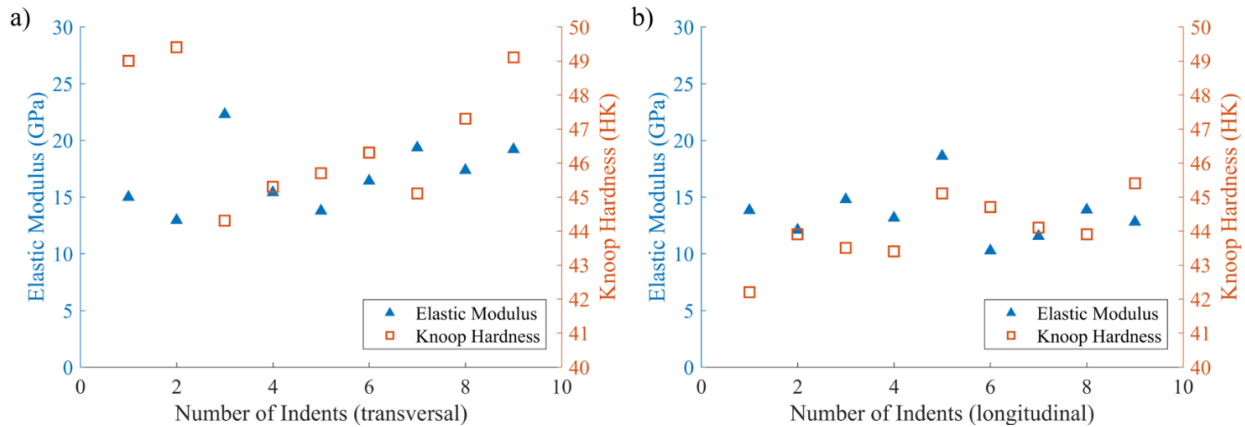 a)
30
25
20
15
10
5
0
Elastic Modulus (GPa)
50
49
48
47
46
45
44
43
42
41
40
Knoop Hardness (HK)
Elastic Modulus
Knoop Hardness
0 2 4 6 8 10
Number of Indents (transversal)
b)
30
25
20
15
10
5
0
Elastic Modulus (GPa)
50
49
48
47
46
45
44
43
42
41
40
Knoop Hardness (HK)
Elastic Modulus
Knoop Hardness
0 2 4 6 8 10
Number of Indents (longitudinal)